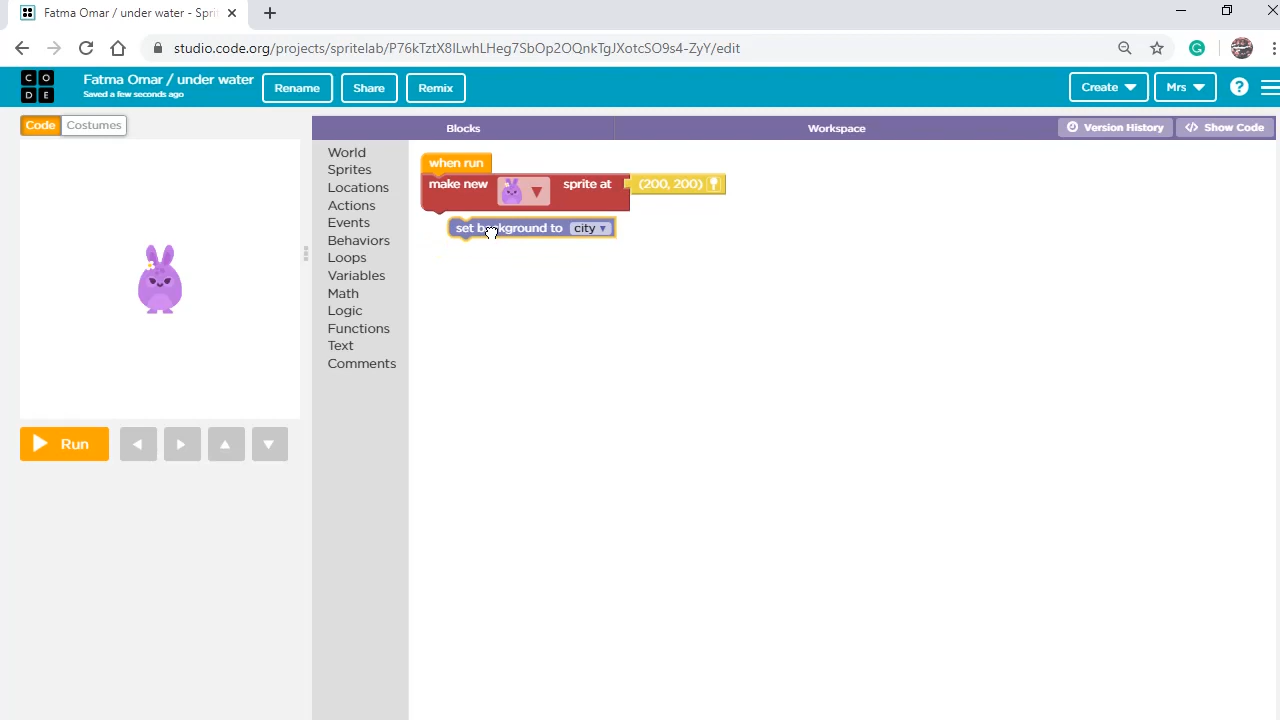 Fatma Omar / under water - Spri
studio.code.org/projects/spritelab/P76kTztX8ILwhLHeg7SbBp2OQnkTgJXotcSO9s4-ZyY/edit
C O
D E
Fatma Omar / under water
Saved a few seconds ago
Rename
Share
Remix
Create
Mrs
?
Code
Costumes
Blocks
Workspace
Version History
Show Code
World
Sprites
Locations
Actions
Events
Behaviors
Loops
Variables
Math
Logic
Functions
Text
Comments
when run
make new sprite at (200, 200)
set background to city
Run